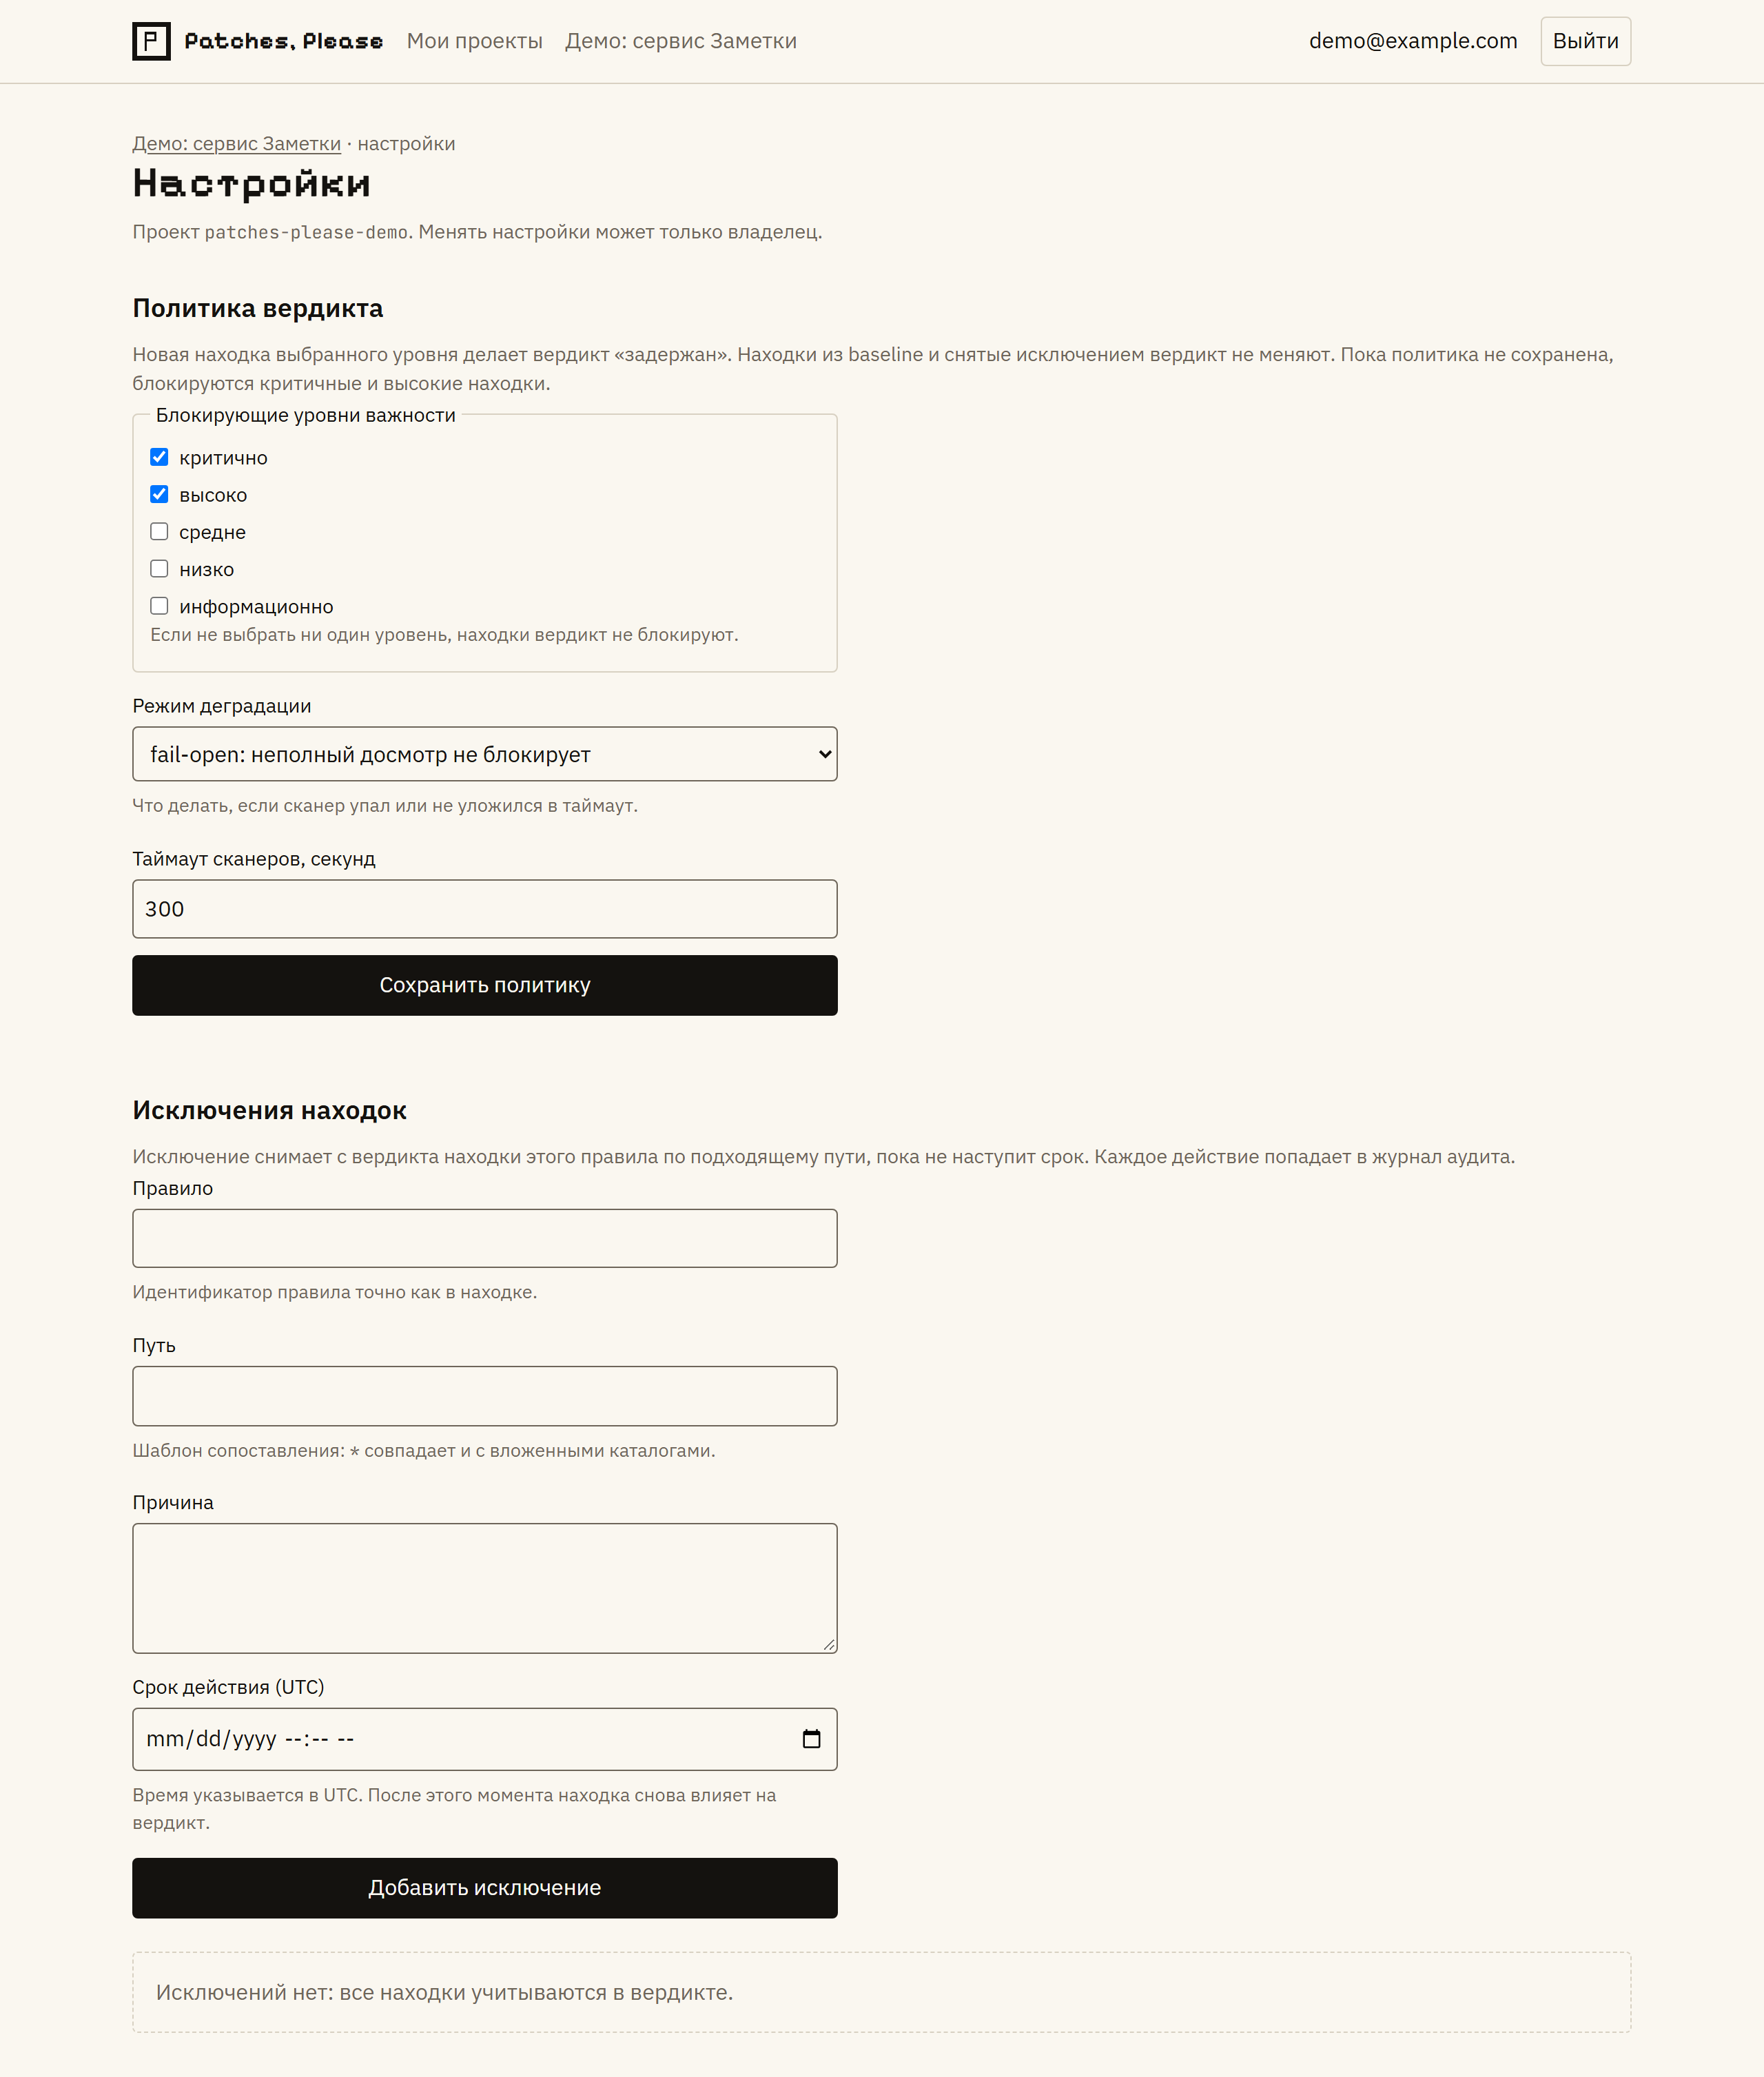 P Patches, Please Мои проекты Демо: сервис Заметки demo@example.com Выйти
Демо: сервис Заметки · настройки
Настройки
Проект patches-please-demo. Менять настройки может только владелец.
Политика вердикта
Новая находка выбранного уровня делает вердикт «задержан». Находки из baseline и снятые исключением вердикт не меняют. Пока политика не сохранена,
блокируются критичные и высокие находки.
Блокирующие уровни важности
критично
высоко
средне
низко
информационно
Если не выбрать ни один уровень, находки вердикт не блокируют.
Режим деградации
fail-open: неполный досмотр не блокирует
Что делать, если сканер упал или не уложился в таймаут.
Таймаут сканеров, секунд
300
Сохранить политику
Исключения находок
Исключение снимает с вердикта находки этого правила по подходящему пути, пока не наступит срок. Каждое действие попадает в журнал аудита.
Правило
Идентификатор правила точно как в находке.
Путь
Шаблон сопоставления: * совпадает и с вложенными каталогами.
Причина
Срок действия (UTC)
mm/dd/yyyy --:-- --
Время указывается в UTC. После этого момента находка снова влияет на
вердикт.
Добавить исключение
Исключений нет: все находки учитываются в вердикте.